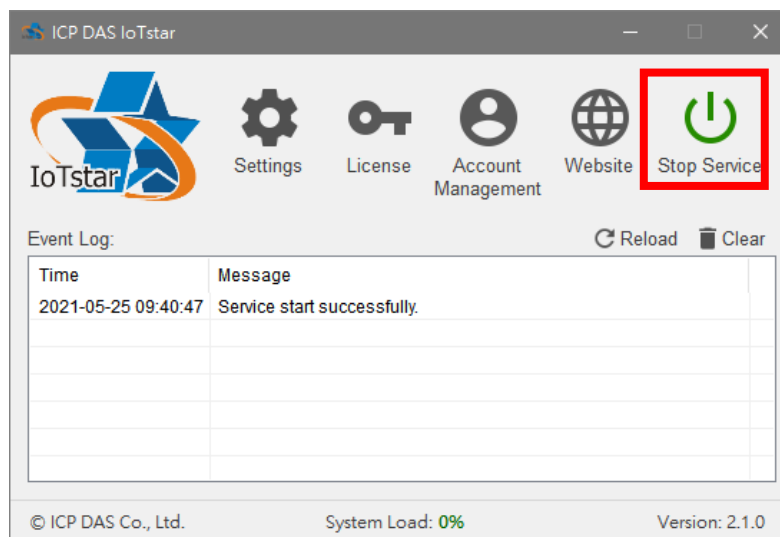 ICP DAS IoTstar
IoTstar
Settings
License
Account
Management
Website
Stop Service
Event Log:
Reload
Clear
Time Message
2021-05-25 09:40:47 Service start successfully.
© ICP DAS Co., Ltd. System Load: 0% Version: 2.1.0